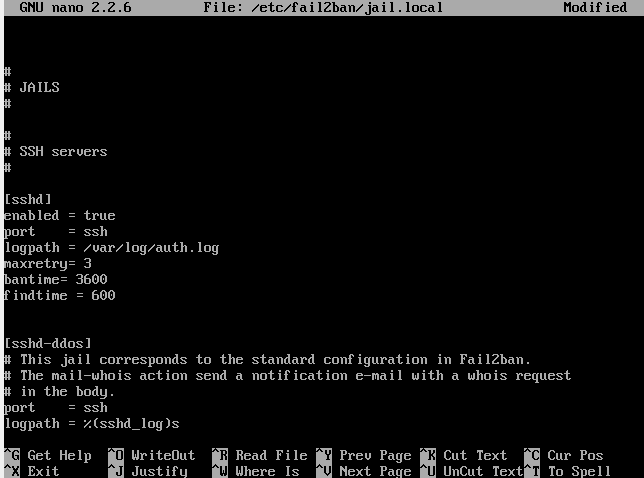 GNU nano 2.2.6 File: /etc/fail2ban/jail.local Modified
#
# JAILS
#
#
# SSH servers
#
[sshd]
enabled = true
port    = ssh
logpath = /var/log/auth.log
maxretry= 3
bantime= 3600
findtime = 600
[sshd-ddos]
# This jail corresponds to the standard configuration in Fail2ban.
# The mail-whois action send a notification e-mail with a whois request
# in the body.
port    = ssh
logpath = %(sshd_log)s
^G Get Help ^O WriteOut ^R Read File ^Y Prev Page ^K Cut Text ^C Cur Pos
^X Exit ^J Justify ^W Where Is ^V Next Page ^U UnCut Text ^T To Spell